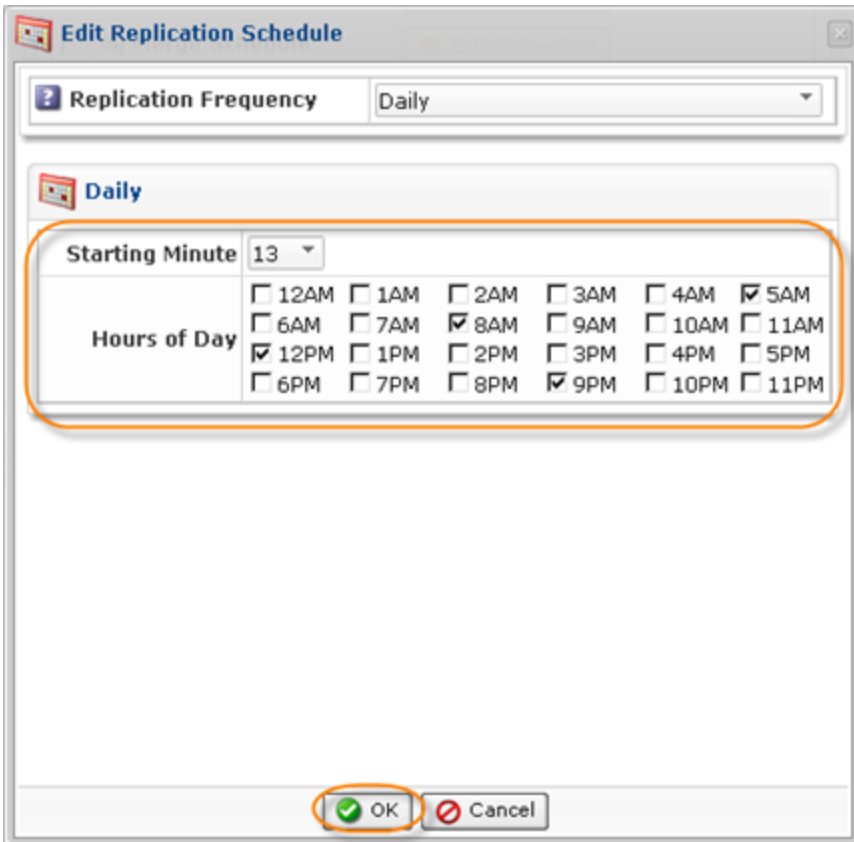 Edit Replication Schedule
Replication Frequency Daily
Daily
Starting Minute 13
12AM 1AM 2AM 3AM 4AM 5AM
Hours of Day 6AM 7AM 8AM 9AM 10AM 11AM
12PM 1PM 2PM 3PM 4PM 5PM
6PM 7PM 8PM 9PM 10PM 11PM
OK Cancel